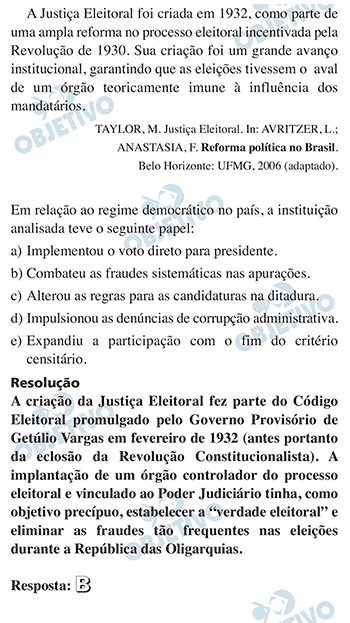 A Justiça Eleitoral foi criada em 1932, como parte de
uma ampla reforma no processo eleitoral incentivada pela
Revolução de 1930. Sua criação foi um grande avanço
institucional, garantindo que as eleições tivessem o aval
de um órgão teoricamente imune à influência dos
mandatários.
TAYLOR, M. Justiça Eleitoral. In: AVRITZER, L.;
ANASTASIA, F. Reforma política no Brasil.
Belo Horizonte: UFMG, 2006 (adaptado).
Em relação ao regime democrático no país, a instituição
analisada teve o seguinte papel:
a) Implementou o voto direto para presidente.
b) Combateu as fraudes sistemáticas nas apurações.
c) Alterou as regras para as candidaturas na ditadura.
d) Impulsionou as denúncias de corrupção administrativa.
e) Expandiu a participação com o fim do critério
censitário.
Resolução
A criação da Justiça Eleitoral fez parte do Código
Eleitoral promulgado pelo Governo Provisório de
Getúlio Vargas em fevereiro de 1932 (antes portanto
da eclosão da Revolução Constitucionalista). A
implantação de um órgão controlador do processo
eleitoral e vinculado ao Poder Judiciário tinha, como
objetivo precípuo, estabelecer a “verdade eleitoral” e
eliminar as fraudes tão frequentes nas eleições
durante a República das Oligarquias.
Resposta: B
OBJETIVO
OBJETIVO
OBJETIVO
OBJETIVO
OBJETIVO
OBJETIVO